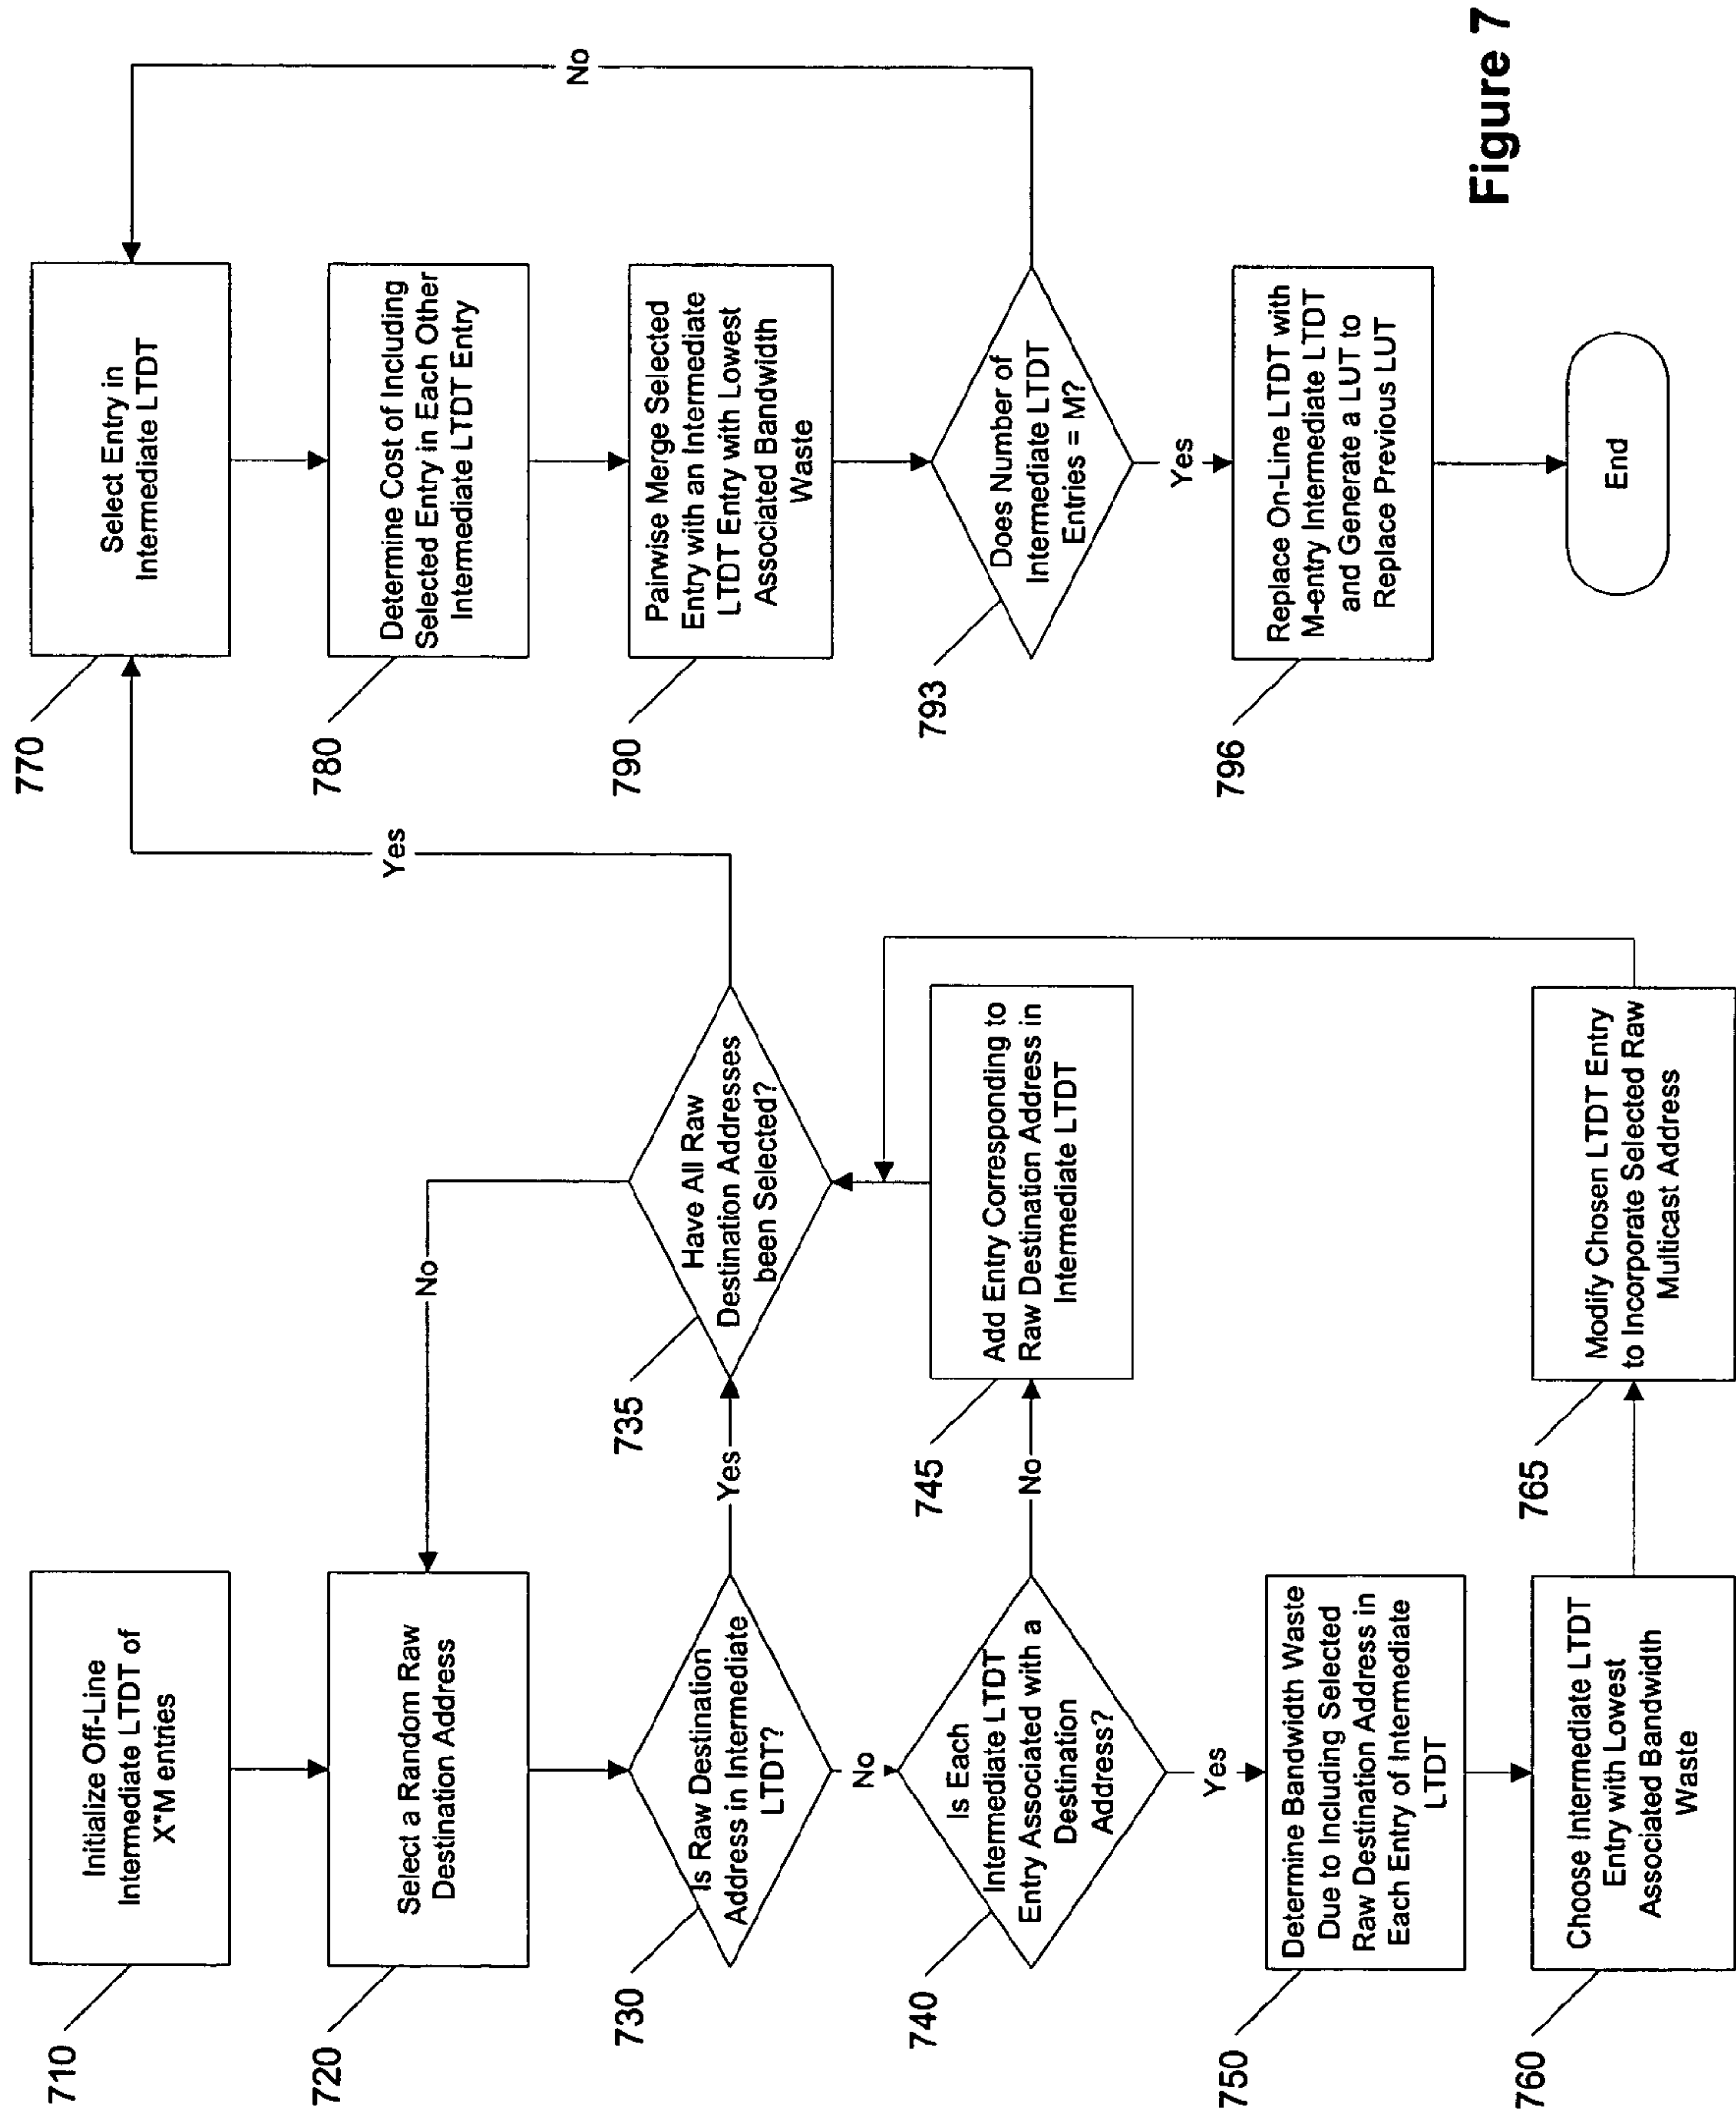 710
Initialize Off-Line
Intermediate LTDT of
X*M entries
720
Select a Random Raw
Destination Address
730
Is Raw Destination
Address in Intermediate
LTDT?
Yes
No
740
Is Each
Intermediate LTDT
Entry Associated with a
Destination
Address?
No
Yes
750
Determine Bandwidth Waste
Due to Including Selected
Raw Destination Address in
Each Entry of Intermediate
LTDT
760
Choose Intermediate LTDT
Entry with Lowest
Associated Bandwidth
Waste
No
735
Have All Raw
Destination Addresses
been Selected?
Yes
745
Add Entry Corresponding to
Raw Destination Address in
Intermediate LTDT
765
Modify Chosen LTDT Entry
to Incorporate Selected Raw
Multicast Address
770
Select Entry in
Intermediate LTDT
780
Determine Cost of Including
Selected Entry in Each Other
Intermediate LTDT Entry
790
Pairwise Merge Selected
Entry with an Intermediate
LTDT Entry with Lowest
Associated Bandwidth
Waste
793
Does Number of
Intermediate LTDT
Entries = M?
No
Yes
796
Replace On-Line LTDT with
M-entry Intermediate LTDT
and Generate a LUT to
Replace Previous LUT
End
Figure 7